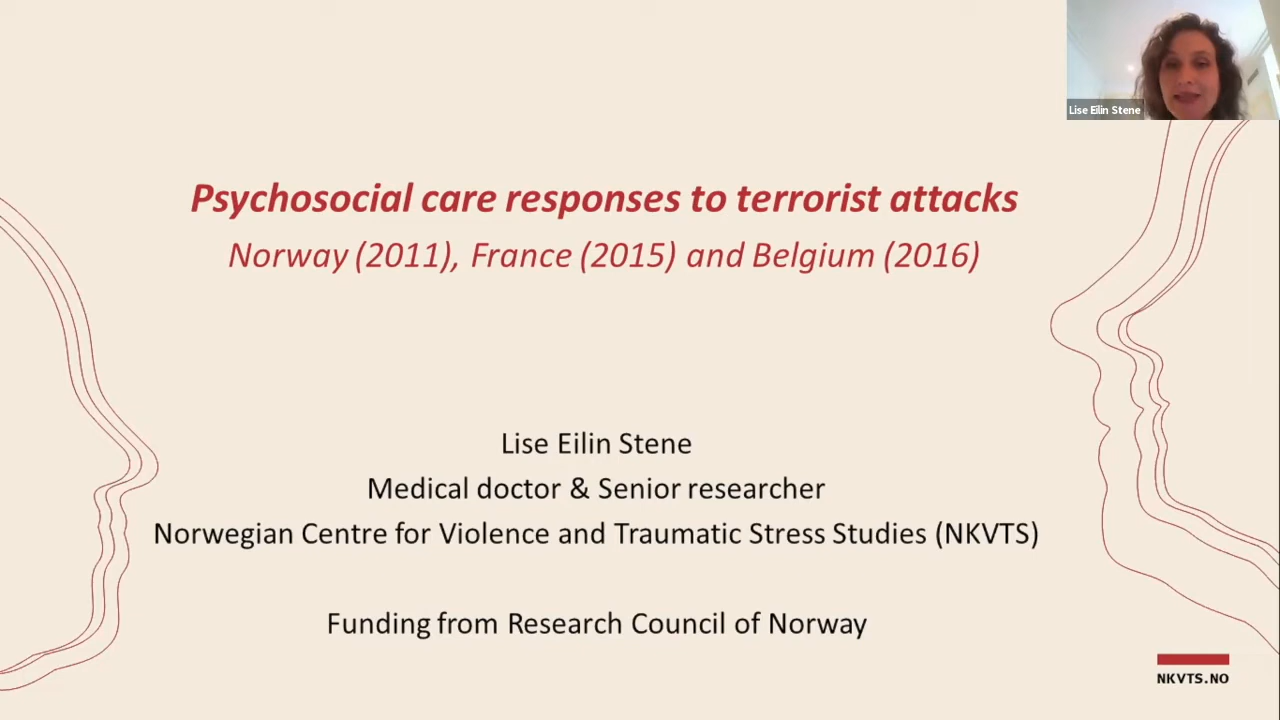 Lise Eilin Stene
Psychosocial care responses to terrorist attacks
Norway (2011), France (2015) and Belgium (2016)
Lise Eilin Stene
Medical doctor & Senior researcher
Norwegian Centre for Violence and Traumatic Stress Studies (NKVTS)
Funding from Research Council of Norway
NKVTS.NO